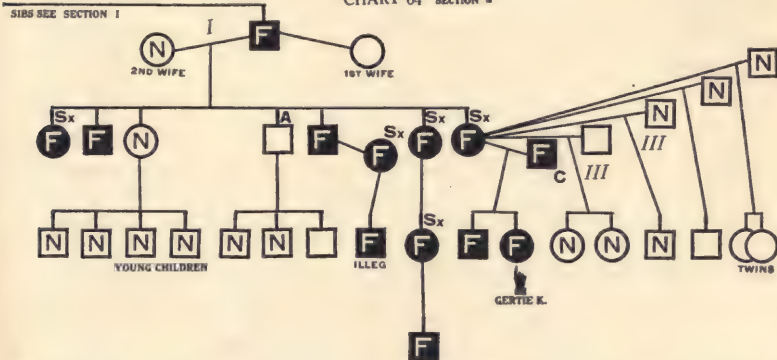 CHART 64 SECTION
SIBS SEE SECTION I
I
F
N
2ND WIFE
1ST WIFE
N
N
N
Sx A Sx Sx Sx
F F N F F F F
F C III III
N N N N N N F F F F N N N
YOUNG CHILDREN
ILLEG
TWINS
Sx
GERTIE K.
F